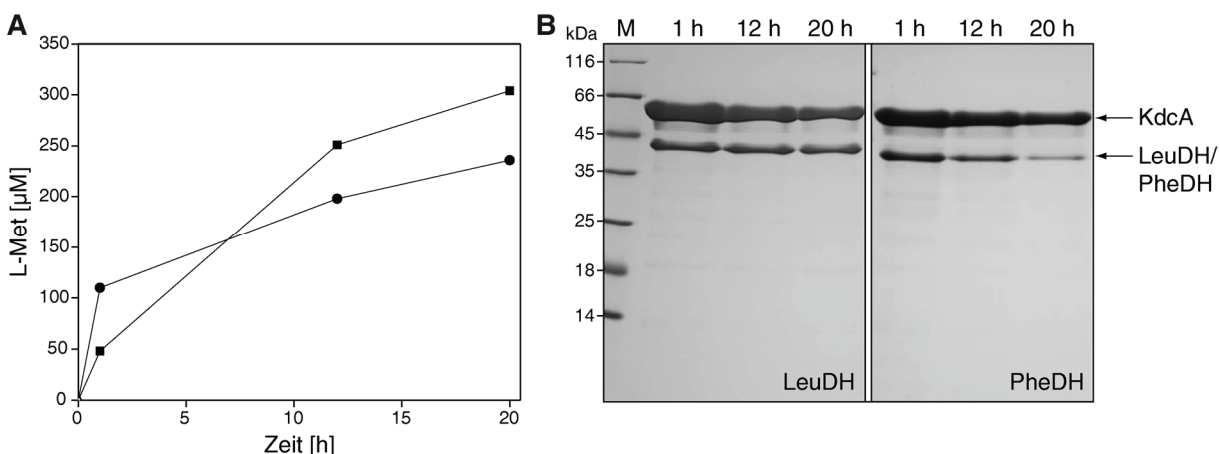 A
350
300
250
200
150
100
50
0
L-Met [µM]
0 5 10 15 20
Zeit [h]
B
kDa M 1 h 12 h 20 h 1 h 12 h 20 h
116
66
45
35
25
18
14
KdcA
LeuDH/
PheDH
LeuDH PheDH